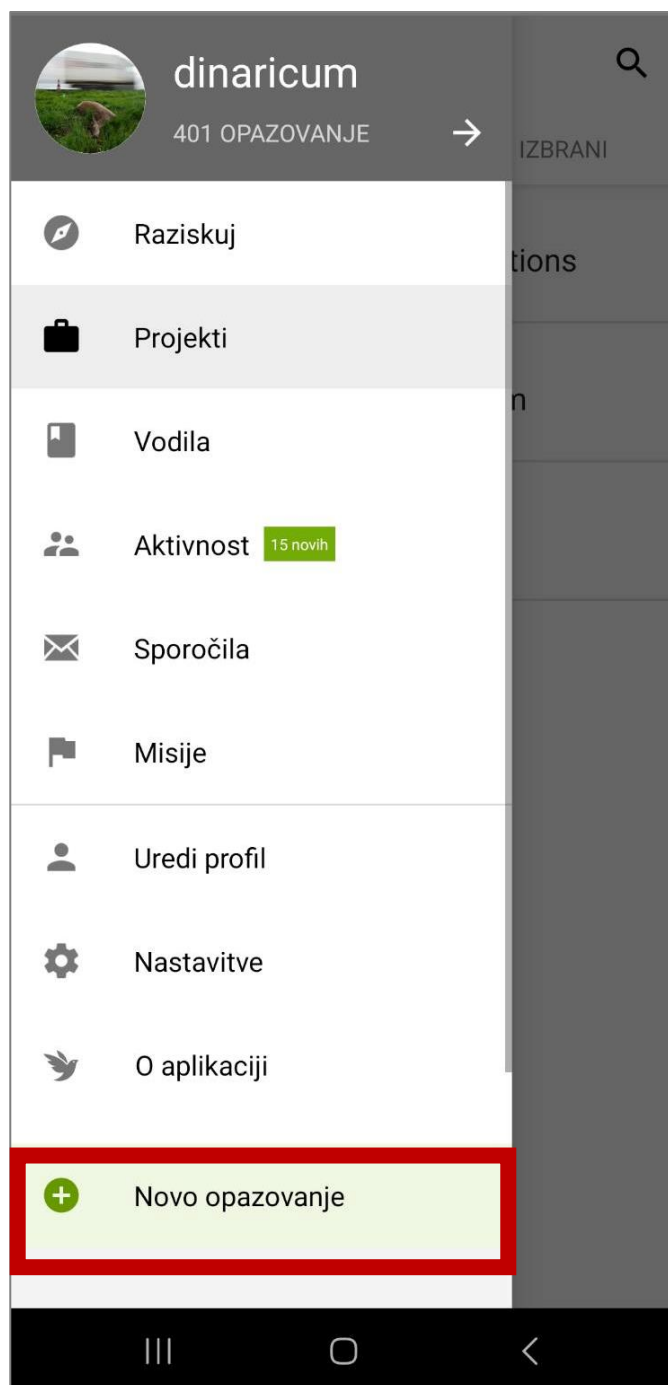 dinaricum
401 OPAZOVANJE
IZBRANI
Raziskuj
tions
Projekti
n
Vodila
Aktivnost 15 novih
Sporočila
Misije
Uredi profil
Nastavitve
O aplikaciji
Novo opazovanje